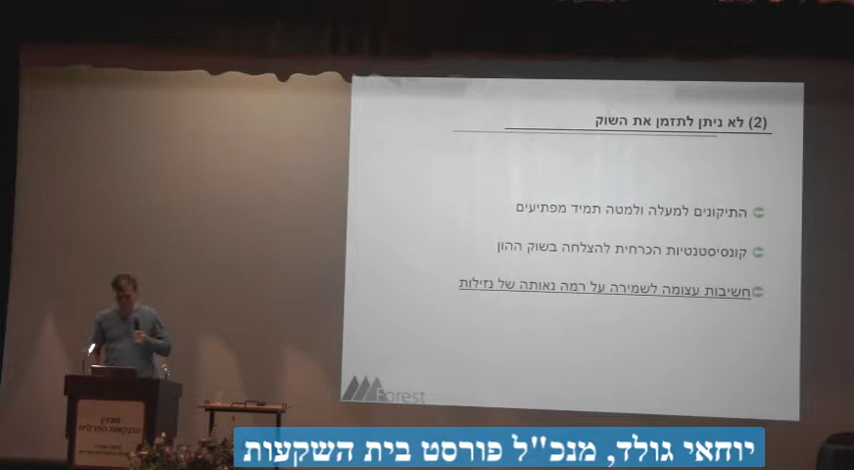 (2) לא ניתן לתזמן את השוק
התיקונים למעלה ולמטה תמיד מפתיעים
קונסיסטנטיות הכרחית להצלחה בשוק ההון
חשיבות עצומה לשמירה על רמה נאותה של נזילות
Forest
יוחאי גולד, מנכ"ל פורסט בית השקעות